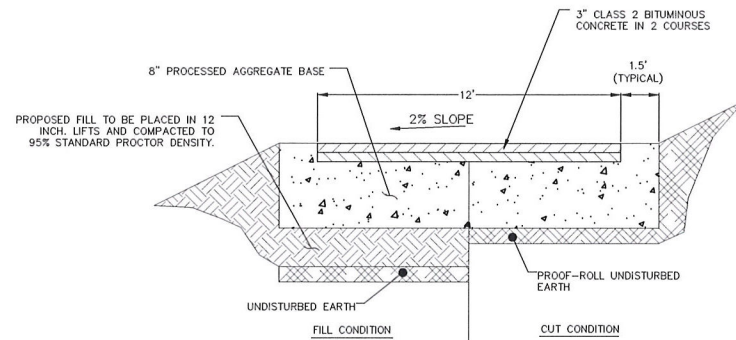 3" CLASS 2 BITUMINOUS
CONCRETE IN 2 COURSES
8" PROCESSED AGGREGATE BASE
1.5'
(TYPICAL)
12'
2% SLOPE
PROPOSED FILL TO BE PLACED IN 12
INCH. LIFTS AND COMPACTED TO
95% STANDARD PROCTOR DENSITY.
PROOF-ROLL UNDISTURBED
EARTH
UNDISTURBED EARTH
FILL CONDITION
CUT CONDITION